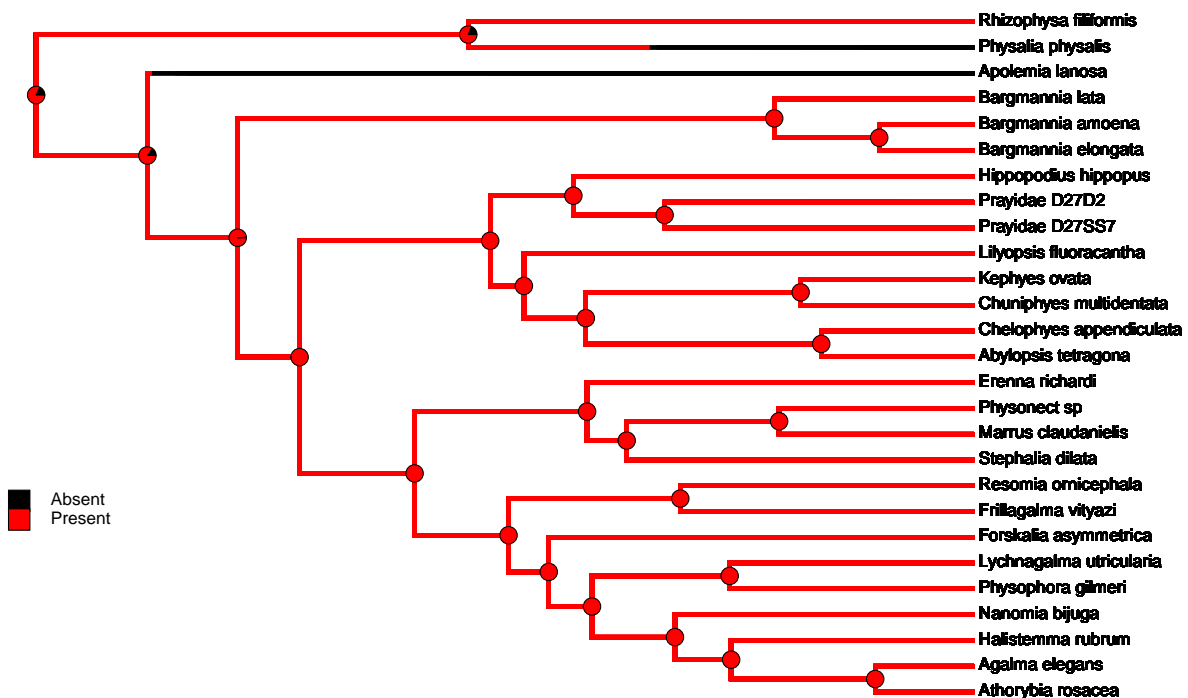 Rhizophysa filiformis
Physalia physalis
Apolemia lanosa
Bargmannia lata
Bargmannia amoena
Bargmannia elongata
Hippopodius hippopus
Prayidae D27D2
Prayidae D27SS7
Lilyopsis fluoracantha
Kephyes ovata
Chuniphyes multidentata
Chelophyes appendiculata
Abylopsis tetragona
Erenna richardi
Physonect sp
Marrus claudanielis
Stephalia dilata
Resomia ornicephala
Frillagalma vityazi
Forskalia asymmetrica
Lychnagalma utricularia
Physophora gilmeri
Nanomia bijuga
Halistemma rubrum
Agalma elegans
Athorybia rosacea
Absent
Present